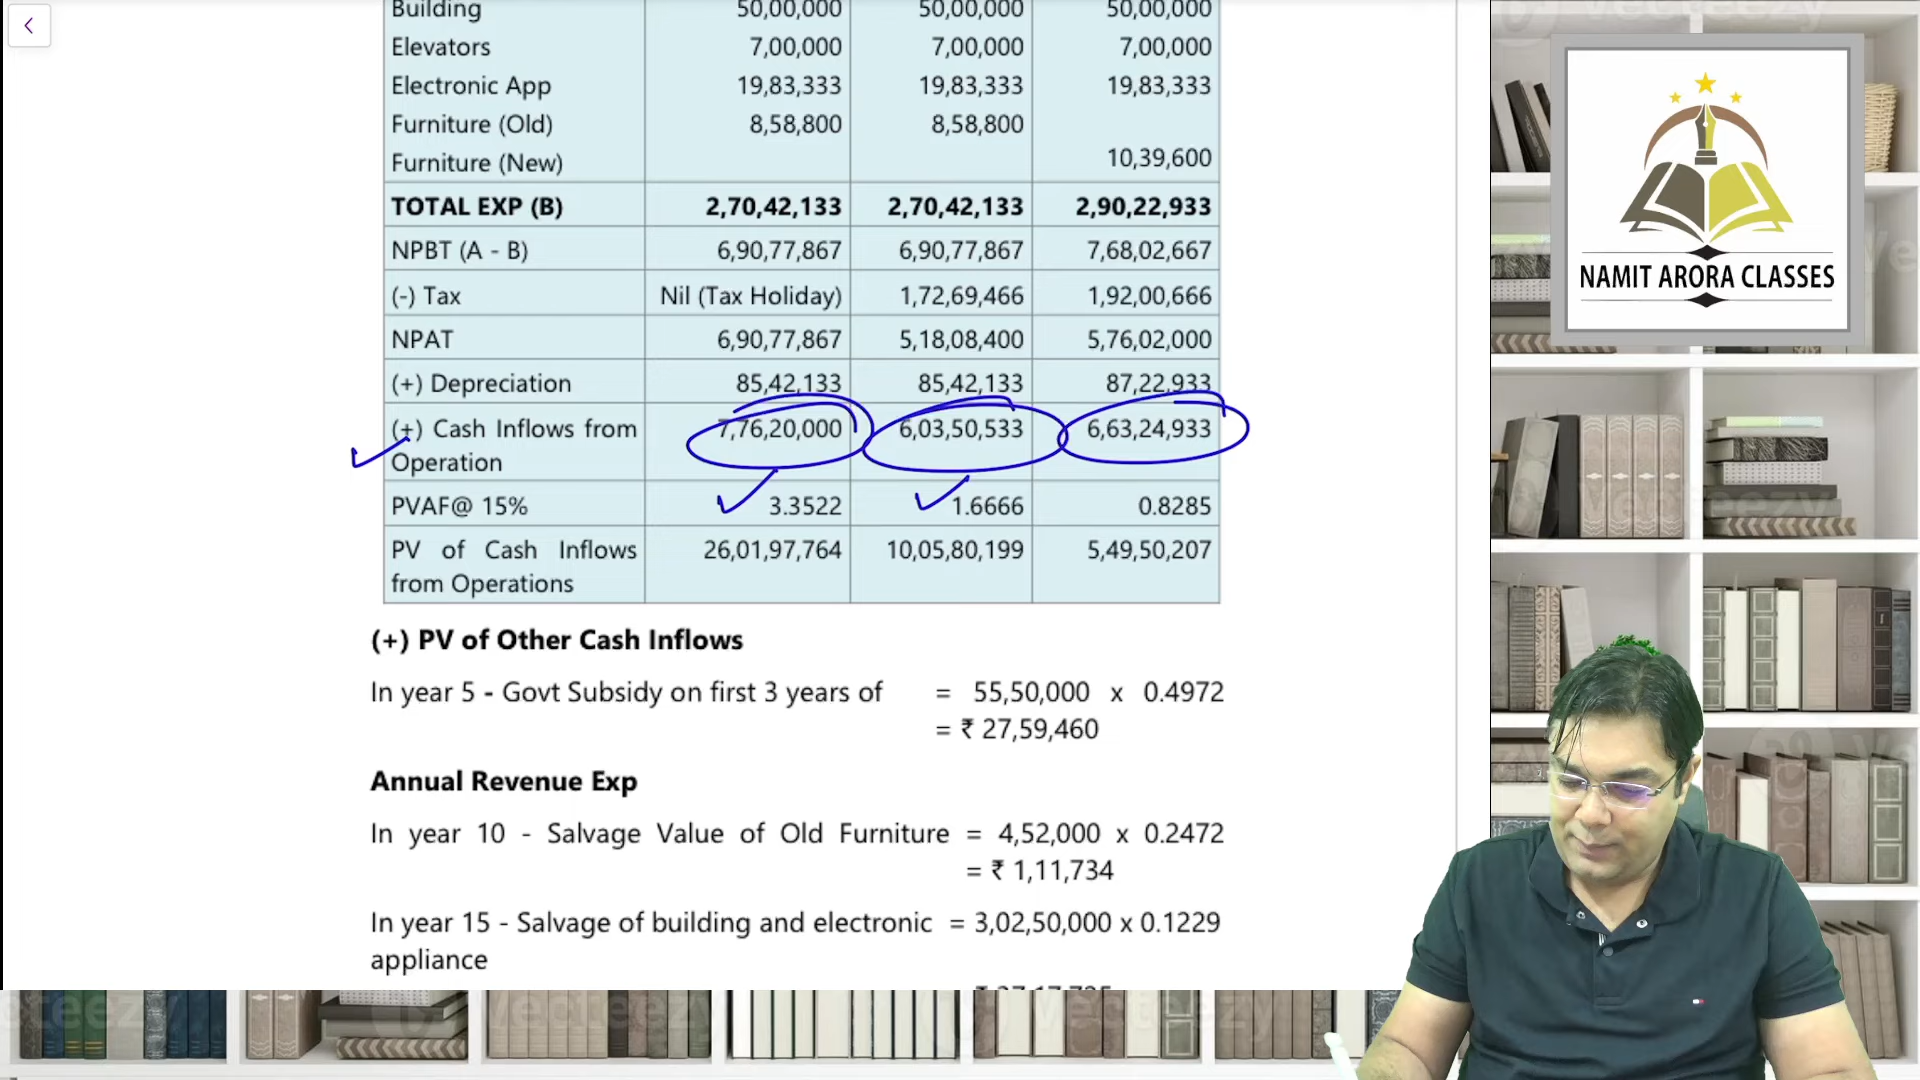 Building 50,00,000 50,00,000 50,00,000
Elevators 7,00,000 7,00,000 7,00,000
Electronic App 19,83,333 19,83,333 19,83,333
Furniture (Old) 8,58,800 8,58,800
Furniture (New) 10,39,600
TOTAL EXP (B) 2,70,42,133 2,70,42,133 2,90,22,933
NPBT (A - B) 6,90,77,867 6,90,77,867 7,68,02,667
(-) Tax Nil (Tax Holiday) 1,72,69,466 1,92,00,666
NPAT 6,90,77,867 5,18,08,400 5,76,02,000
(+) Depreciation 85,42,133 85,42,133 87,22,933
(+) Cash Inflows from 7,76,20,000 6,03,50,533 6,63,24,933
Operation
PVAF@ 15% 3.3522 1.6666 0.8285
PV of Cash Inflows 26,01,97,764 10,05,80,199 5,49,50,207
from Operations
(+) PV of Other Cash Inflows
In year 5 - Govt Subsidy on first 3 years of = 55,50,000 x 0.4972
= ₹ 27,59,460
Annual Revenue Exp
In year 10 - Salvage Value of Old Furniture = 4,52,000 x 0.2472
= ₹ 1,11,734
In year 15 - Salvage of building and electronic = 3,02,50,000 x 0.1229
appliance
NAMIT ARORA CLASSES